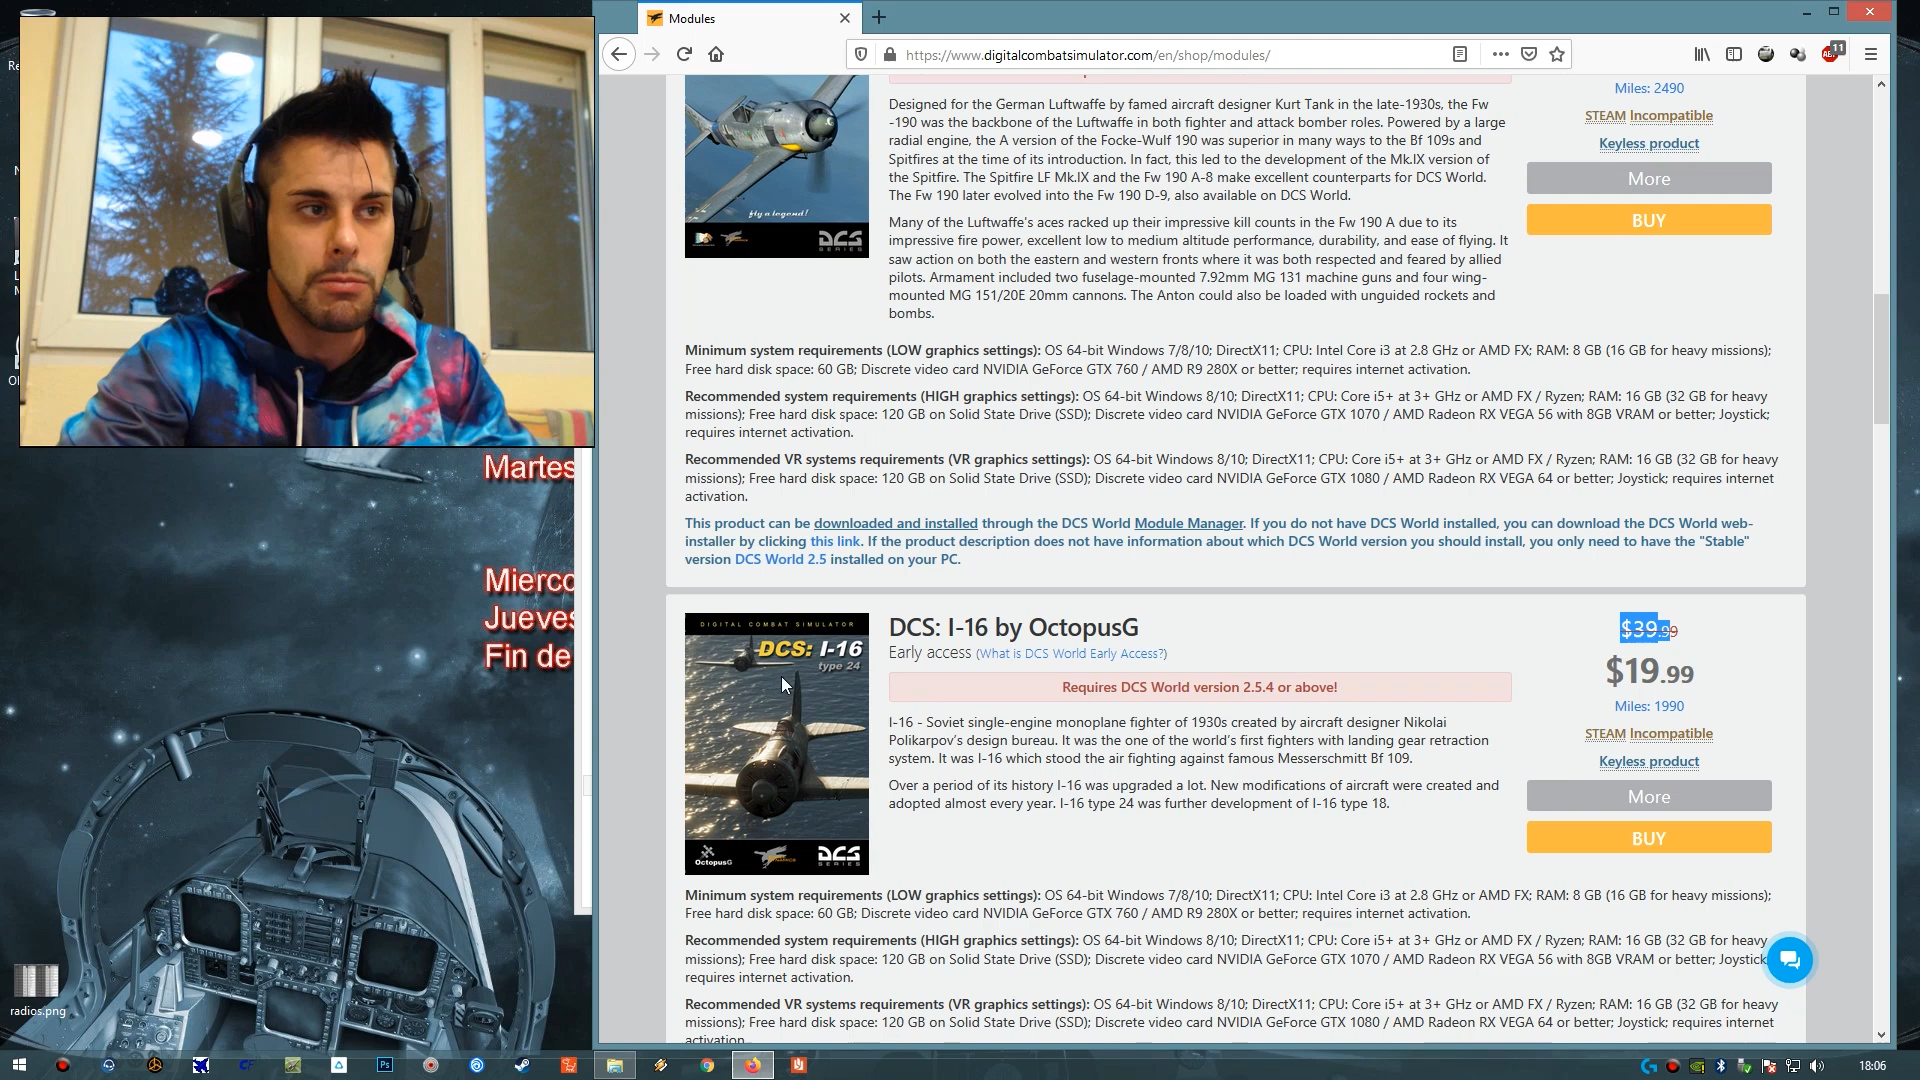 Modules
https://www.digitalcombatsimulator.com/en/shop/modules/
11
Designed for the German Luftwaffe by famed aircraft designer Kurt Tank in the late-1930s, the Fw
-190 was the backbone of the Luftwaffe in both fighter and attack bomber roles. Powered by a large
radial engine, the A version of the Focke-Wulf 190 was superior in many ways to the Bf 109s and
Spitfires at the time of its introduction. In fact, this led to the development of the Mk.IX version of
the Spitfire. The Spitfire LF Mk.IX and the Fw 190 A-8 make excellent counterparts for DCS World.
The Fw 190 later evolved into the Fw 190 D-9, also available on DCS World.
Many of the Luftwaffe's aces racked up their impressive kill counts in the Fw 190 A due to its
impressive fire power, excellent low to medium altitude performance, durability, and ease of flying. It
saw action on both the eastern and western fronts where it was both respected and feared by allied
pilots. Armament included two fuselage-mounted 7.92mm MG 131 machine guns and four wing-
mounted MG 151/20E 20mm cannons. The Anton could also be loaded with unguided rockets and
bombs.
fly a legend!
DCS
SERIES
Miles: 2490
STEAM Incompatible
Keyless product
More
BUY
Minimum system requirements (LOW graphics settings): OS 64-bit Windows 7/8/10; DirectX11; CPU: Intel Core i3 at 2.8 GHz or AMD FX; RAM: 8 GB (16 GB for heavy missions);
Free hard disk space: 60 GB; Discrete video card NVIDIA GeForce GTX 760 / AMD R9 280X or better; requires internet activation.
Recommended system requirements (HIGH graphics settings): OS 64-bit Windows 8/10; DirectX11; CPU: Core i5+ at 3+ GHz or AMD FX / Ryzen; RAM: 16 GB (32 GB for heavy
missions); Free hard disk space: 120 GB on Solid State Drive (SSD); Discrete video card NVIDIA GeForce GTX 1070 / AMD Radeon RX VEGA 56 with 8GB VRAM or better; Joystick;
requires internet activation.
Recommended VR systems requirements (VR graphics settings): OS 64-bit Windows 8/10; DirectX11; CPU: Core i5+ at 3+ GHz or AMD FX / Ryzen; RAM: 16 GB (32 GB for heavy
missions); Free hard disk space: 120 GB on Solid State Drive (SSD); Discrete video card NVIDIA GeForce GTX 1080 / AMD Radeon RX VEGA 64 or better; Joystick; requires internet
activation.
This product can be downloaded and installed through the DCS World Module Manager. If you do not have DCS World installed, you can download the DCS World web-
installer by clicking this link. If the product description does not have information about which DCS World version you should install, you only need to have the "Stable"
version DCS World 2.5 installed on your PC.
DIGITAL COMBAT SIMULATOR
DCS: I-16
type 24
OctopusG
DCS
SERIES
DCS: I-16 by OctopusG
Early access (What is DCS World Early Access?)
Requires DCS World version 2.5.4 or above!
I-16 - Soviet single-engine monoplane fighter of 1930s created by aircraft designer Nikolai
Polikarpov's design bureau. It was the one of the world's first fighters with landing gear retraction
system. It was I-16 which stood the air fighting against famous Messerschmitt Bf 109.
Over a period of its history I-16 was upgraded a lot. New modifications of aircraft were created and
adopted almost every year. I-16 type 24 was further development of I-16 type 18.
$39.99
$19.99
Miles: 1990
STEAM Incompatible
Keyless product
More
BUY
Minimum system requirements (LOW graphics settings): OS 64-bit Windows 7/8/10; DirectX11; CPU: Intel Core i3 at 2.8 GHz or AMD FX; RAM: 8 GB (16 GB for heavy missions);
Free hard disk space: 60 GB; Discrete video card NVIDIA GeForce GTX 760 / AMD R9 280X or better; requires internet activation.
Recommended system requirements (HIGH graphics settings): OS 64-bit Windows 8/10; DirectX11; CPU: Core i5+ at 3+ GHz or AMD FX / Ryzen; RAM: 16 GB (32 GB for heavy
missions); Free hard disk space: 120 GB on Solid State Drive (SSD); Discrete video card NVIDIA GeForce GTX 1070 / AMD Radeon RX VEGA 56 with 8GB VRAM or better; Joystick
requires internet activation.
Recommended VR systems requirements (VR graphics settings): OS 64-bit Windows 8/10; DirectX11; CPU: Core i5+ at 3+ GHz or AMD FX / Ryzen; RAM: 16 GB (32 GB for heavy
missions); Free hard disk space: 120 GB on Solid State Drive (SSD); Discrete video card NVIDIA GeForce GTX 1080 / AMD Radeon RX VEGA 64 or better; Joystick; requires internet
activation.
Martes
Mierco
Jueves
Fin de
radios.png
Ps
18:06